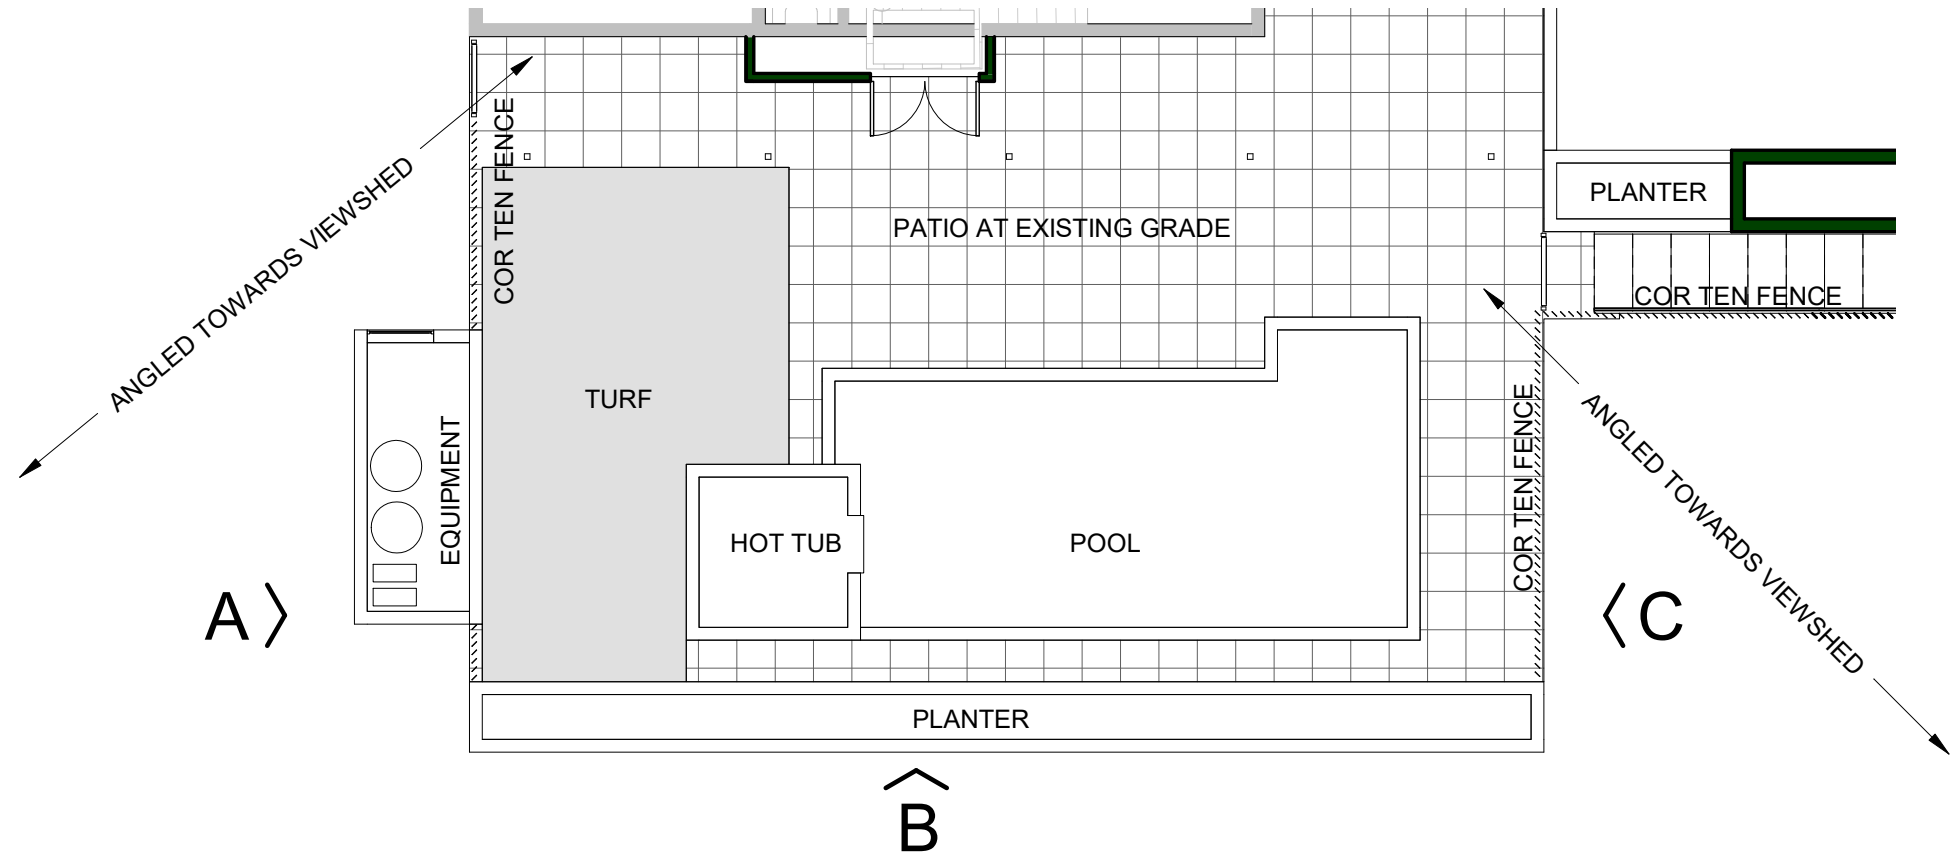 COR TEN FENCE
ANGLED TOWARDS VIEWSHED
PLANTER
PATIO AT EXISTING GRADE
COR TEN FENCE
TURF
EQUIPMENT
HOT TUB
POOL
COR TEN FENCE
ANGLED TOWARDS VIEWSHED
A
C
PLANTER
B